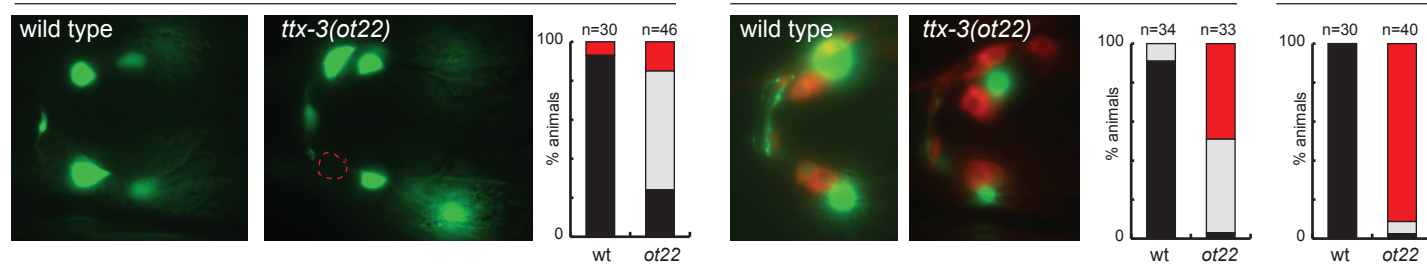 wild type
ttx-3(ot22)
n=30 n=46
100
% animals
0
wt ot22
wild type
ttx-3(ot22)
n=34 n=33
100
% animals
0
wt ot22
n=30 n=40
100
% animals
0
wt ot22